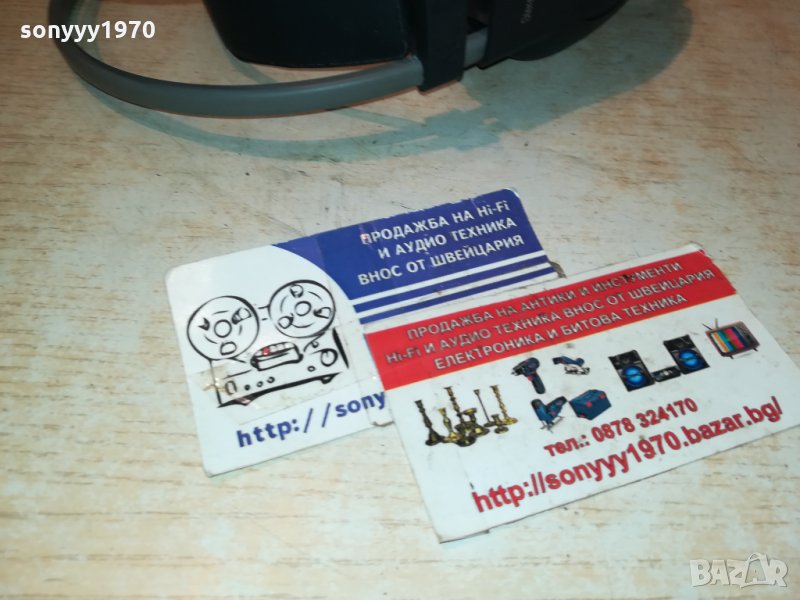 sonyyy1970
ПРОДАЖБА НА Hi-Fi
И АУДИО ТЕХНИКА
ВНОС ОТ ШВЕЙЦАРИЯ
http://sony
ПРОДАЖБА НА АНТИКИ И ИНСТУМЕНТИ
Hi-Fi И АУДИО ТЕХНИКА ВНОС ОТ ШВЕЙЦАРИЯ
ЕЛЕКТРОНИКА И БИТОВА ТЕХНИКА
тел.: 0878 324170
http://sonyyy1970.bazar.bg/
BAZAR